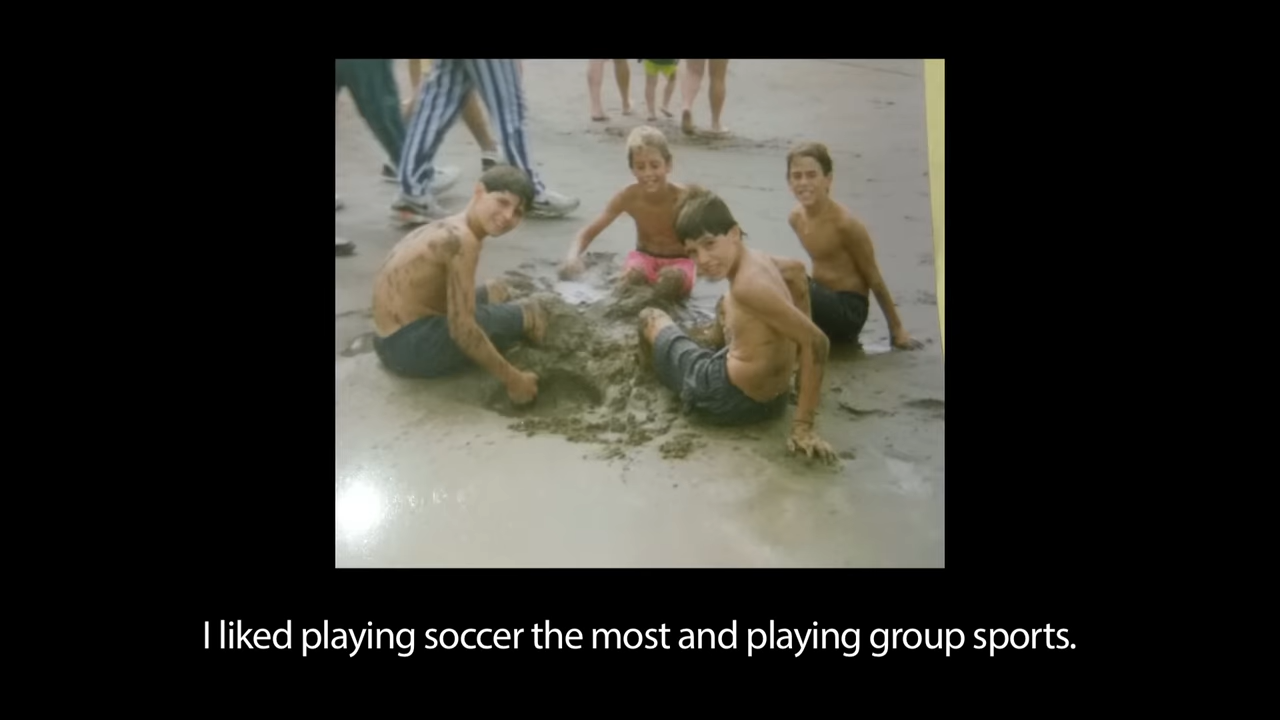 I liked playing soccer the most and playing group sports.